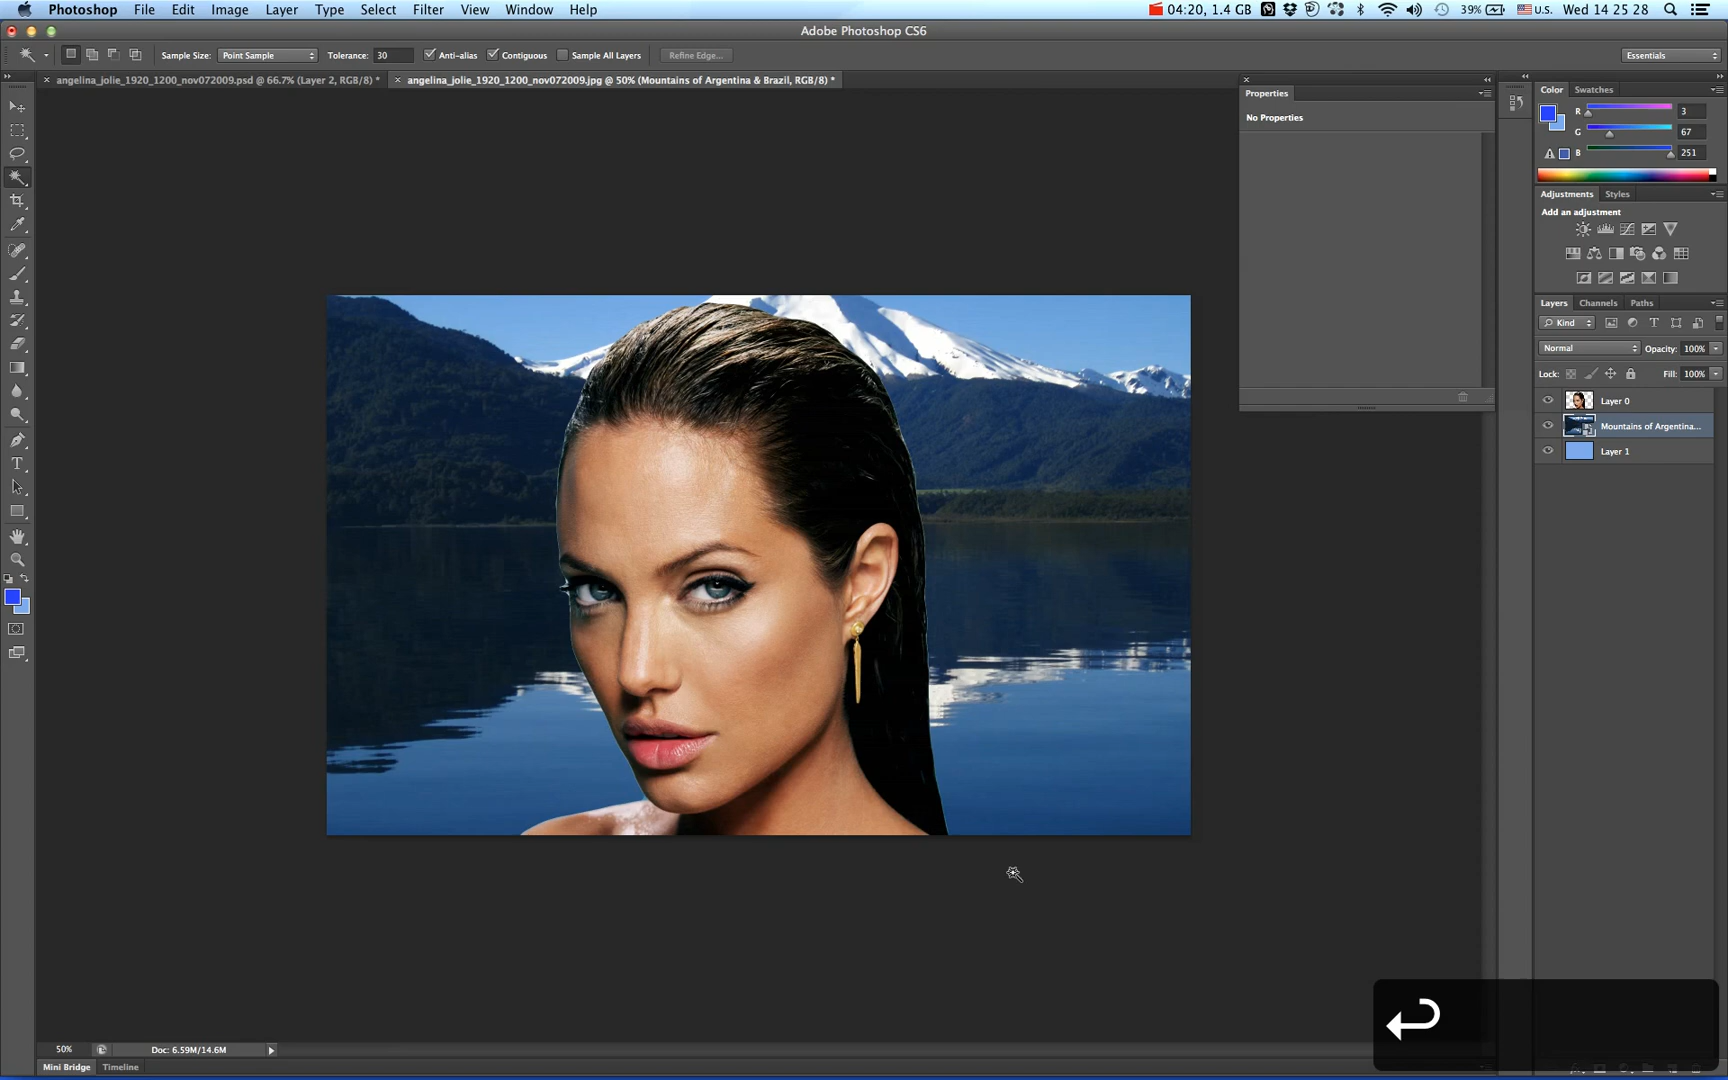 Photoshop File Edit Image Layer Type Select Filter View Window Help 04:20, 1.4 GB 39% U.S. Wed 14 25 28
Adobe Photoshop CS6
Sample Size: Point Sample Tolerance: 30 Anti-alias Contiguous Sample All Layers Refine Edge... Essentials
angelina_jolie_1920_1200_nov072009.psd @ 66.7% (Layer 2, RGB/8) * angelina_jolie_1920_1200_nov072009.jpg @ 50% (Mountains of Argentina & Brazil, RGB/8) *
Properties
No Properties
Color Swatches
R 3
G 67
B 251
Adjustments Styles
Add an adjustment
Layers Channels Paths
Kind
Normal Opacity: 100%
Lock: Fill: 100%
Layer 0
Mountains of Argentina...
Layer 1
50% Doc: 6.59M/14.6M
Mini Bridge Timeline